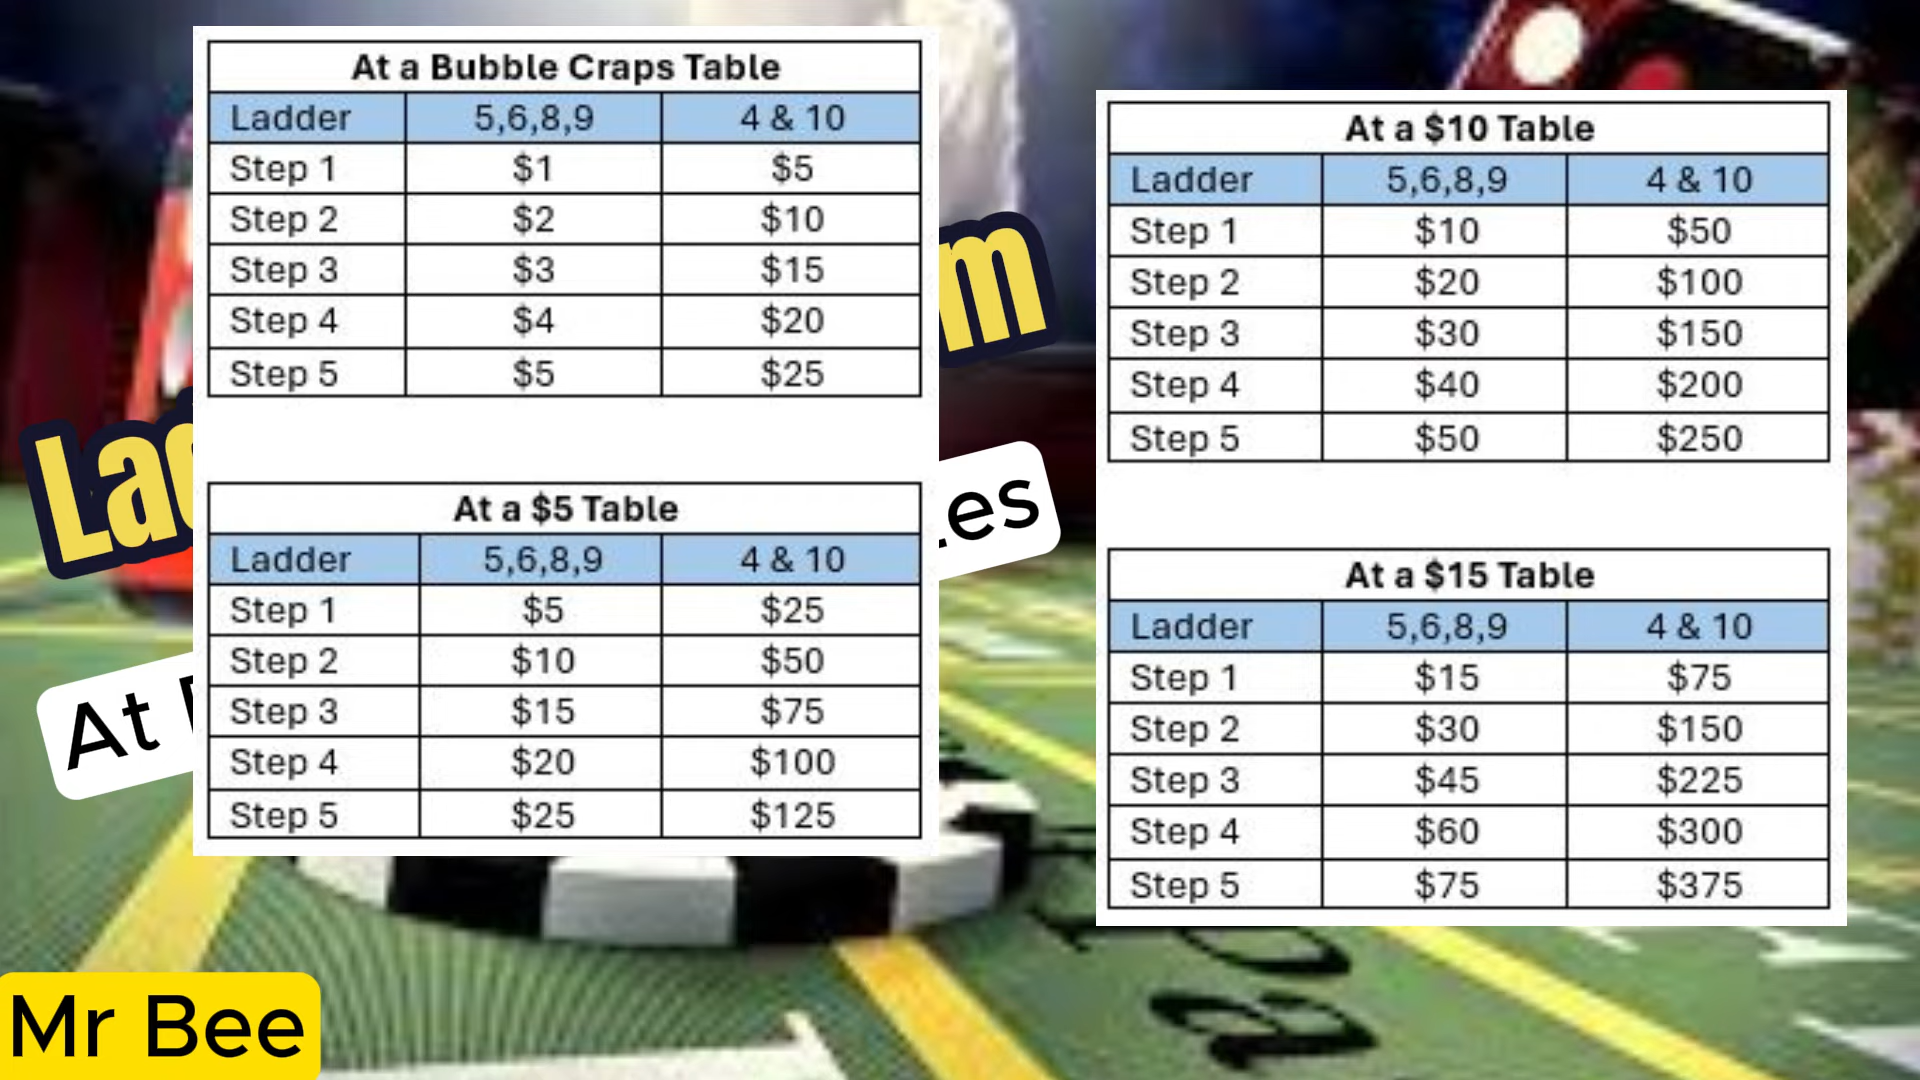 At a Bubble Craps Table
Ladder 5,6,8,9 4 & 10
Step 1 $1 $5
Step 2 $2 $10
Step 3 $3 $15
Step 4 $4 $20
Step 5 $5 $25
At a $5 Table
Ladder 5,6,8,9 4 & 10
Step 1 $5 $25
Step 2 $10 $50
Step 3 $15 $75
Step 4 $20 $100
Step 5 $25 $125
At a $10 Table
Ladder 5,6,8,9 4 & 10
Step 1 $10 $50
Step 2 $20 $100
Step 3 $30 $150
Step 4 $40 $200
Step 5 $50 $250
At a $15 Table
Ladder 5,6,8,9 4 & 10
Step 1 $15 $75
Step 2 $30 $150
Step 3 $45 $225
Step 4 $60 $300
Step 5 $75 $375
At
Mr Bee